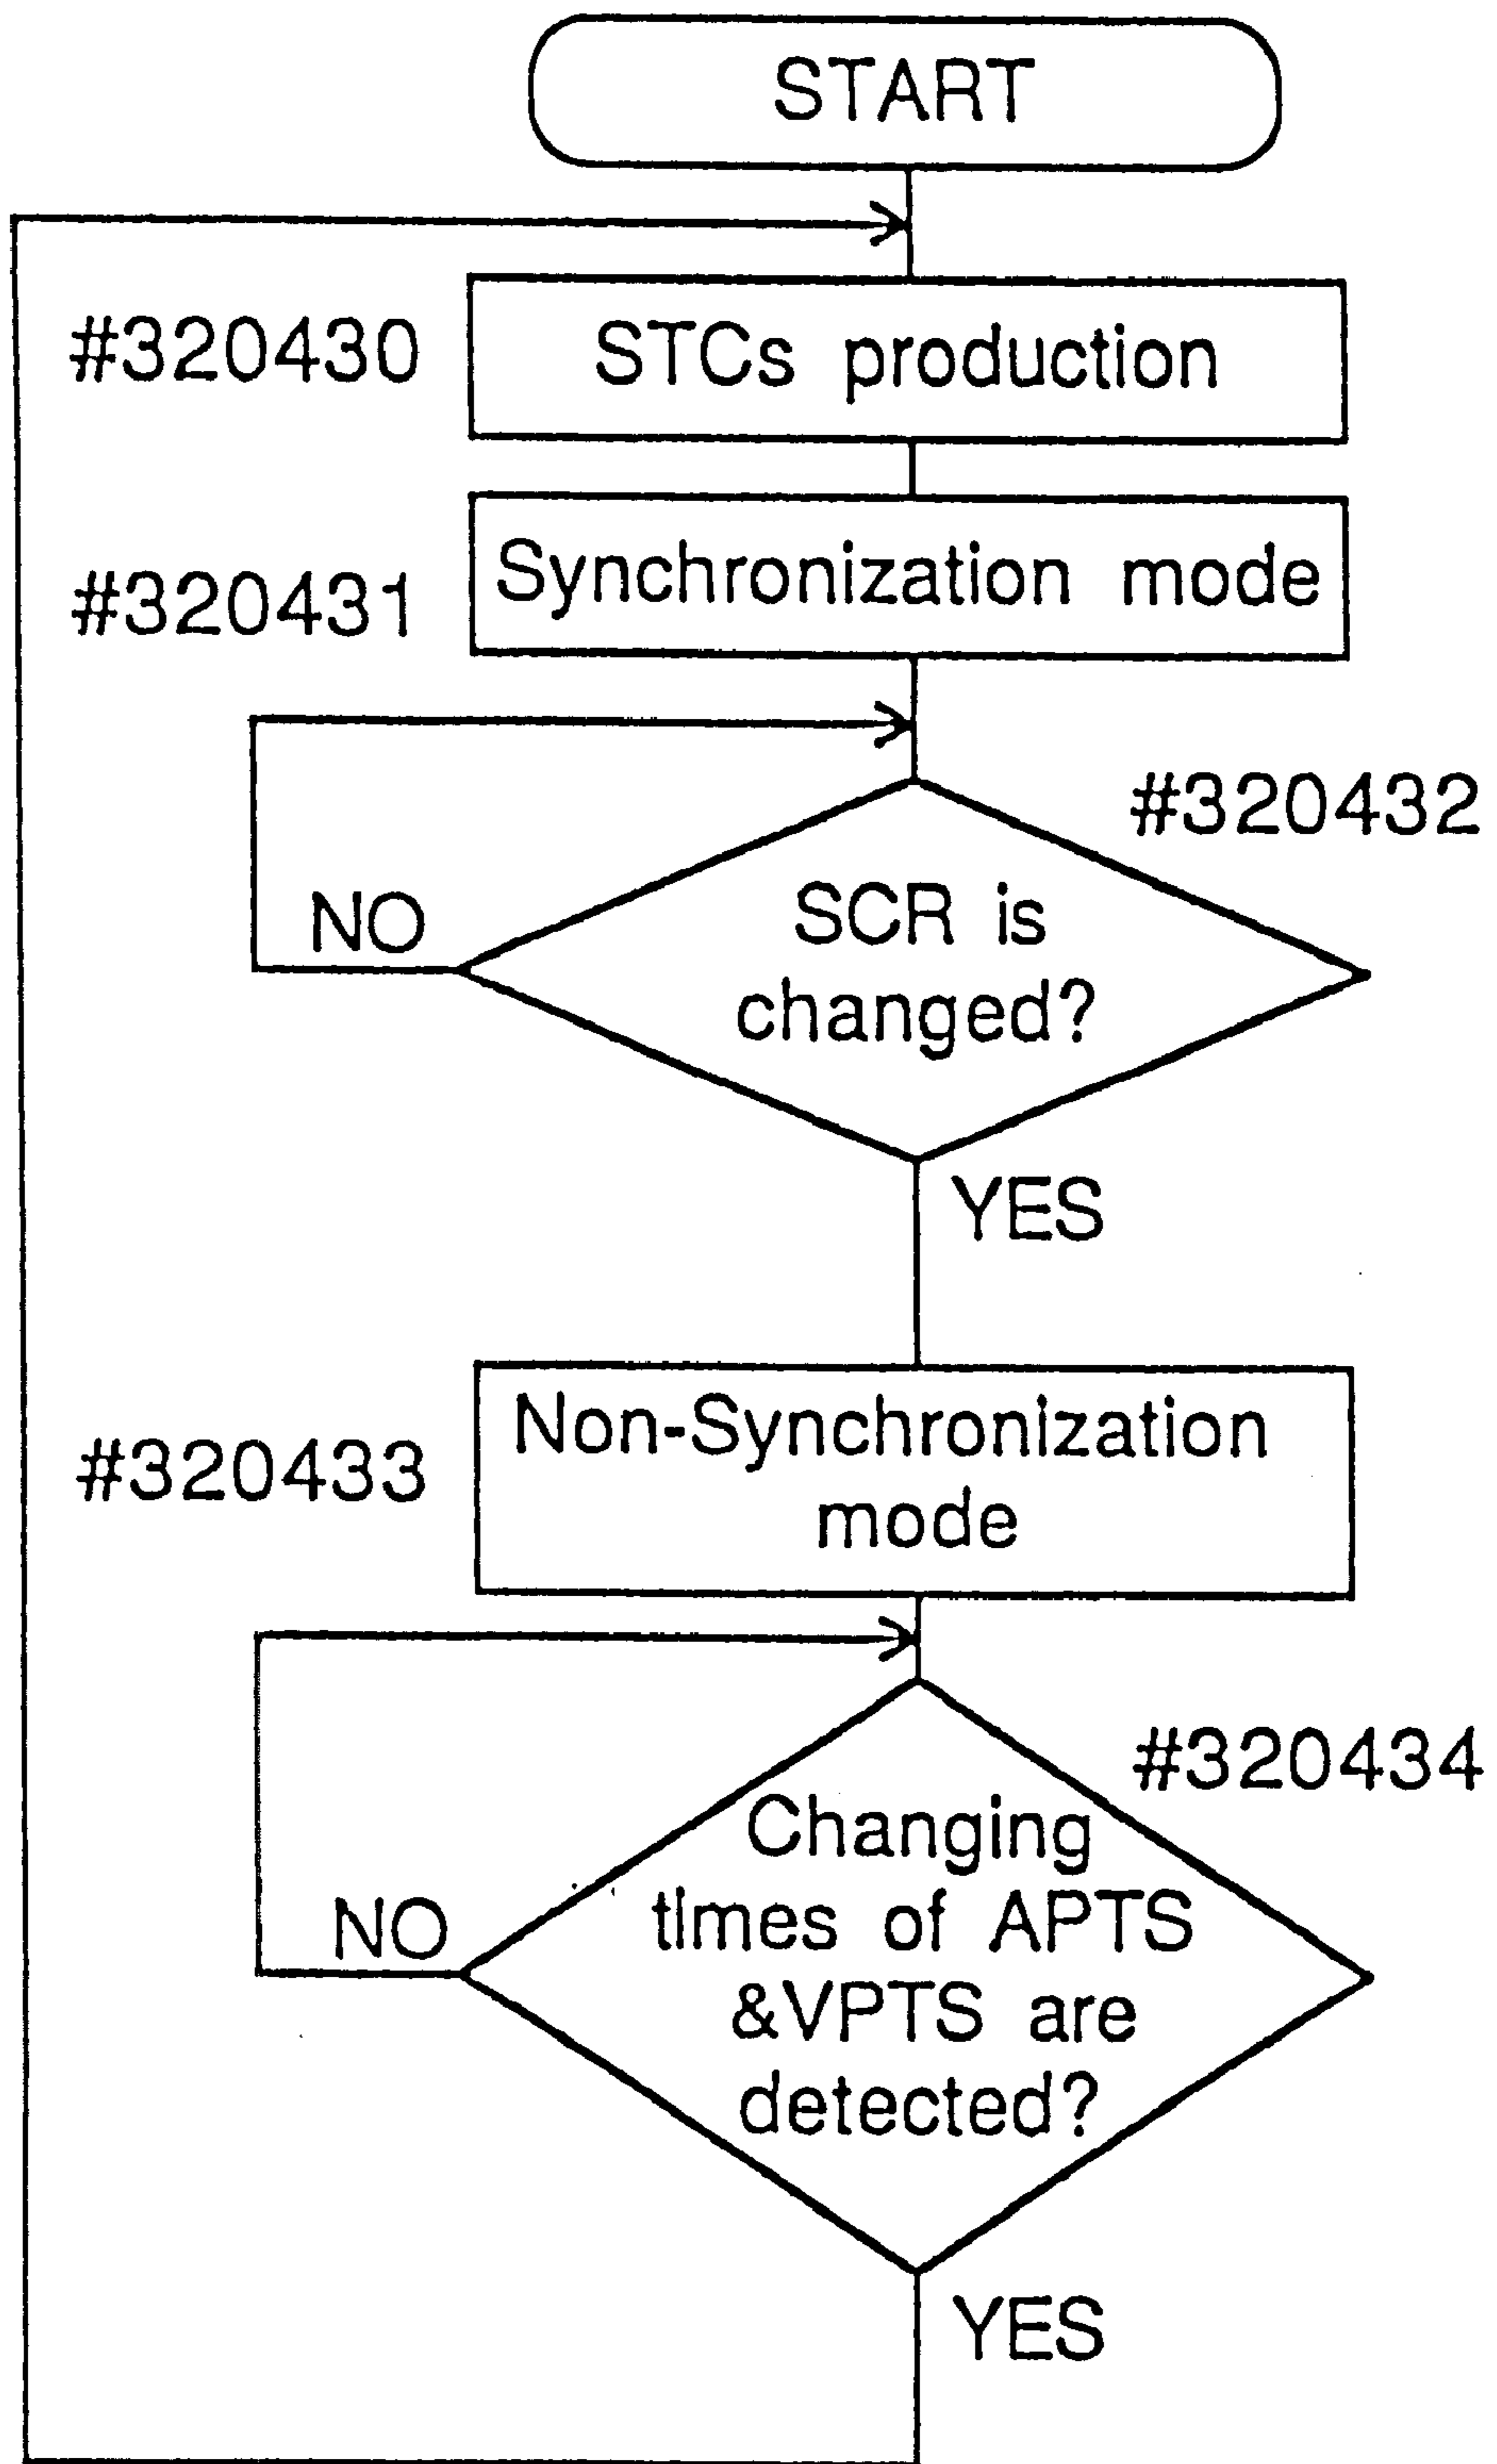 START
#320430
STCs production
#320431
Synchronization mode
#320432
SCR is
changed?
NO
YES
#320433
Non-Synchronization
mode
#320434
Changing
times of APTS
&VPTS are
detected?
NO
YES